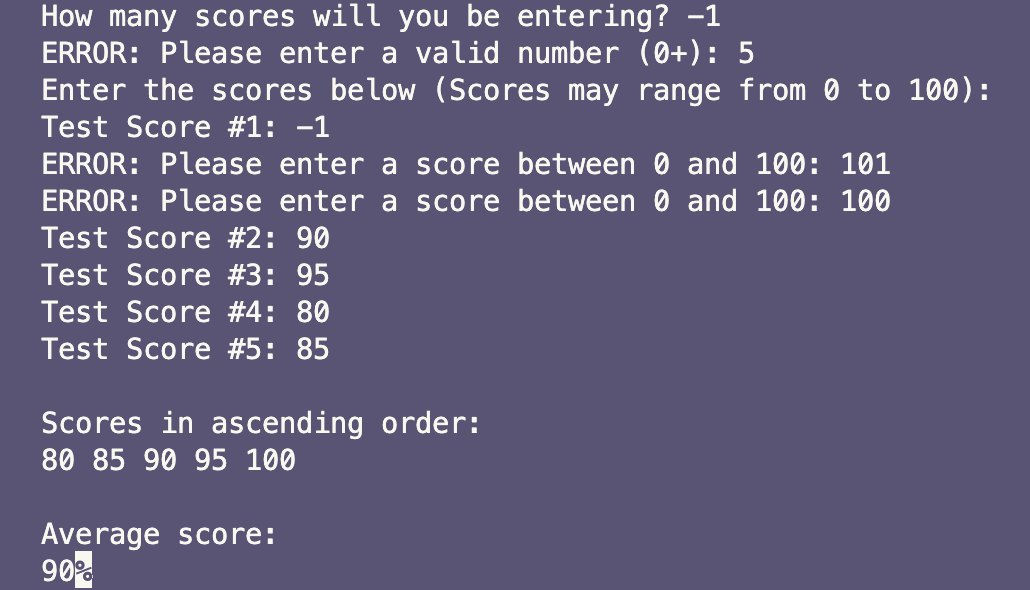 How many scores will you be entering? -1
ERROR: Please enter a valid number (0+): 5
Enter the scores below (Scores may range from 0 to 100):
Test Score #1: -1
ERROR: Please enter a score between 0 and 100: 101
ERROR: Please enter a score between 0 and 100: 100
Test Score #2: 90
Test Score #3: 95
Test Score #4: 80
Test Score #5: 85
Scores in ascending order:
80 85 90 95 100
Average score:
90%